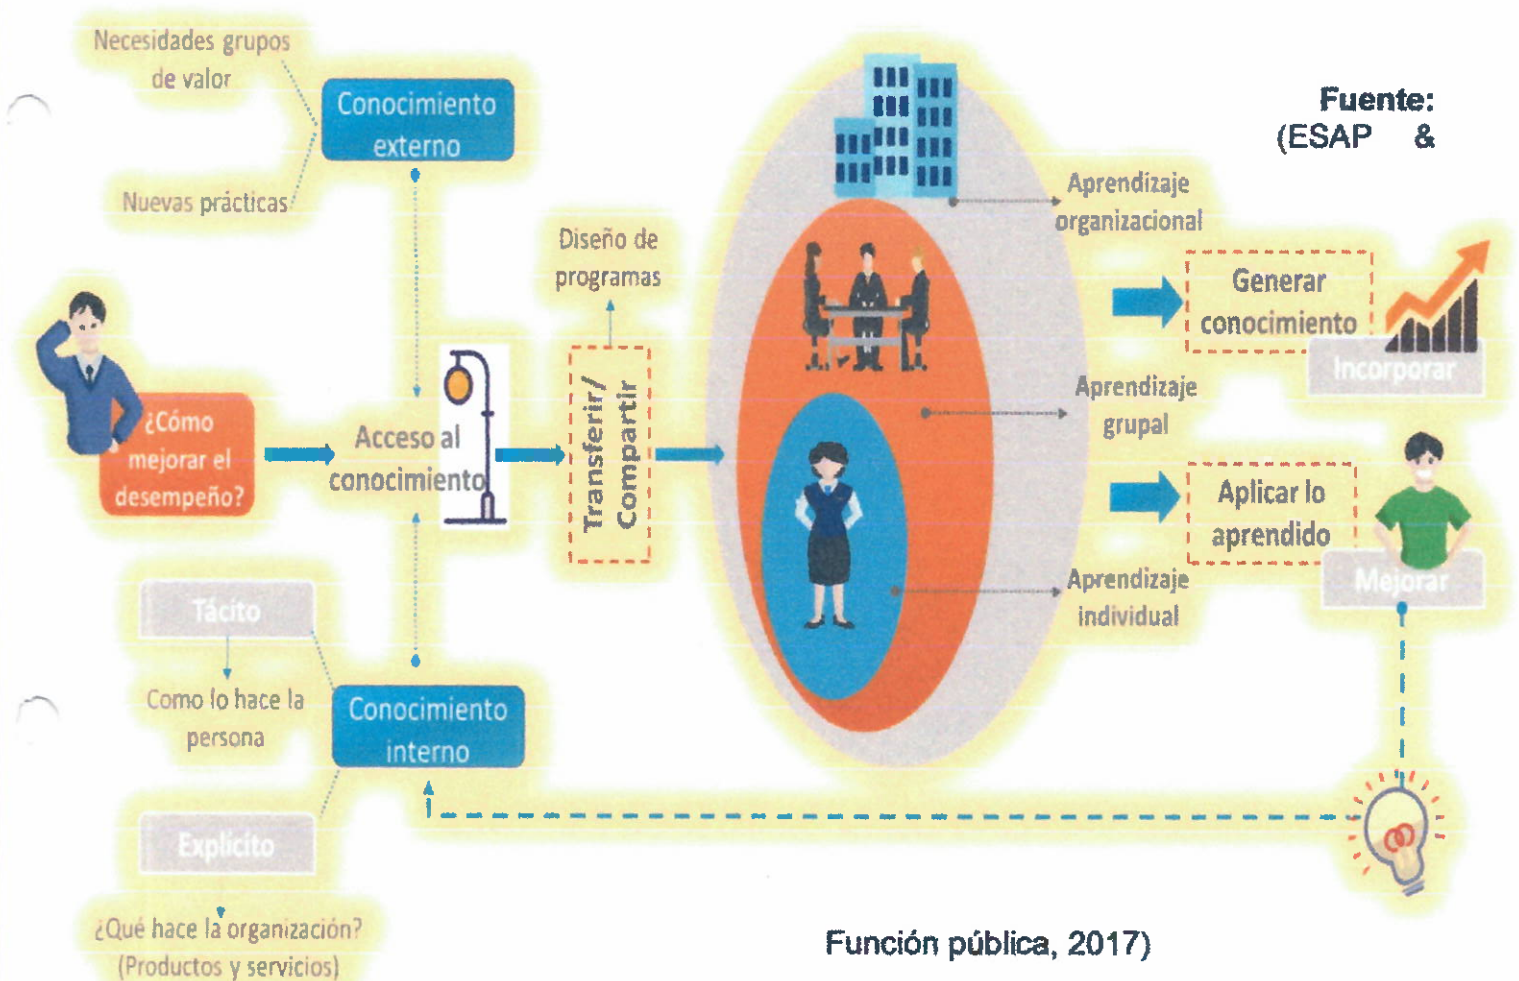 Necesidades grupos
de valor
Conocimiento
externo
Nuevas prácticas
Fuente:
(ESAP &
Diseño de
programas
Aprendizaje
organizacional
Generar
conocimiento
Incorporar
¿Cómo
mejorar el
desempeño?
Acceso al
conocimiento
Transferir/
Compartir
Aprendizaje
grupal
Aplicar lo
aprendido
Mejorar
Aprendizaje
individual
Tácito
Como lo hace la
persona
Conocimiento
interno
Explícito
¿Qué hace la organización?
(Productos y servicios)
Función pública, 2017)